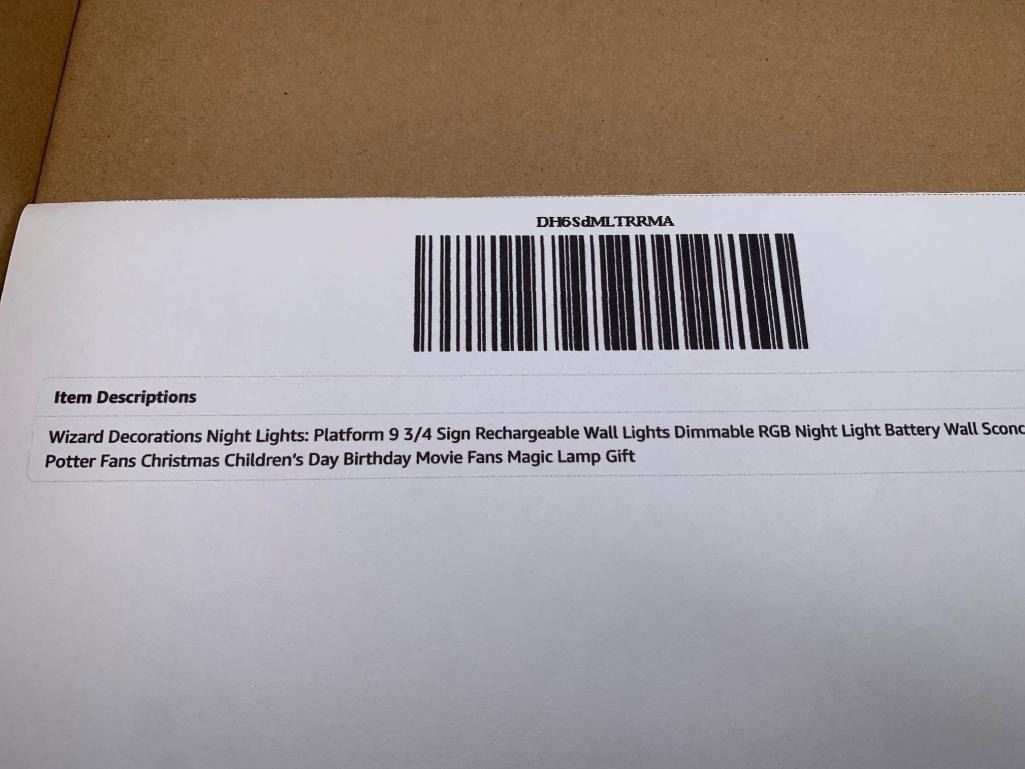 DH6SdMLTRRMA
Item Descriptions
Wizard Decorations Night Lights: Platform 9 3/4 Sign Rechargeable Wall Lights Dimmable RGB Night Light Battery Wall Sconc
Potter Fans Christmas Children's Day Birthday Movie Fans Magic Lamp Gift